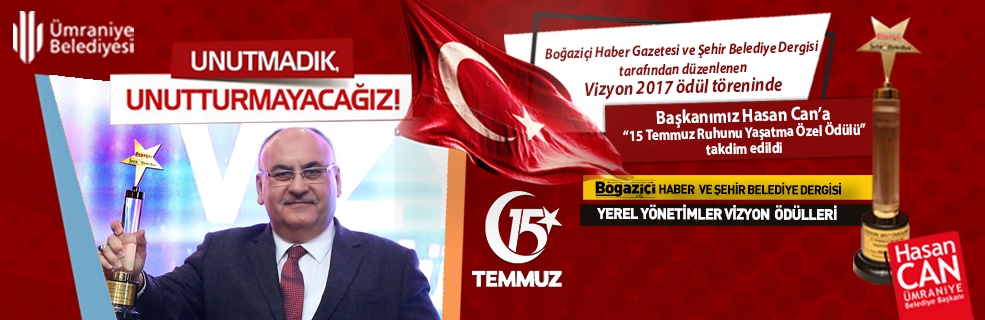 Ümraniye
Belediyesi
UNUTMADIK,
UNUTTURMAYACAĞIZ!
Boğaziçi Haber Gazetesi ve Şehir Belediye Dergisi
tarafından düzenlenen
Vizyon 2017 ödül töreninde
Başkanımız Hasan Can’a
“15 Temmuz Ruhunu Yaşatma Özel Ödülü”
takdim edildi
Boğaziçi HABER VE ŞEHİR BELEDİYE DERGİSİ
YEREL YÖNETİMLER VİZYON ÖDÜLLERİ
15
TEMMUZ
Hasan
CAN
ÜMRANİYE
Belediye Başkanı